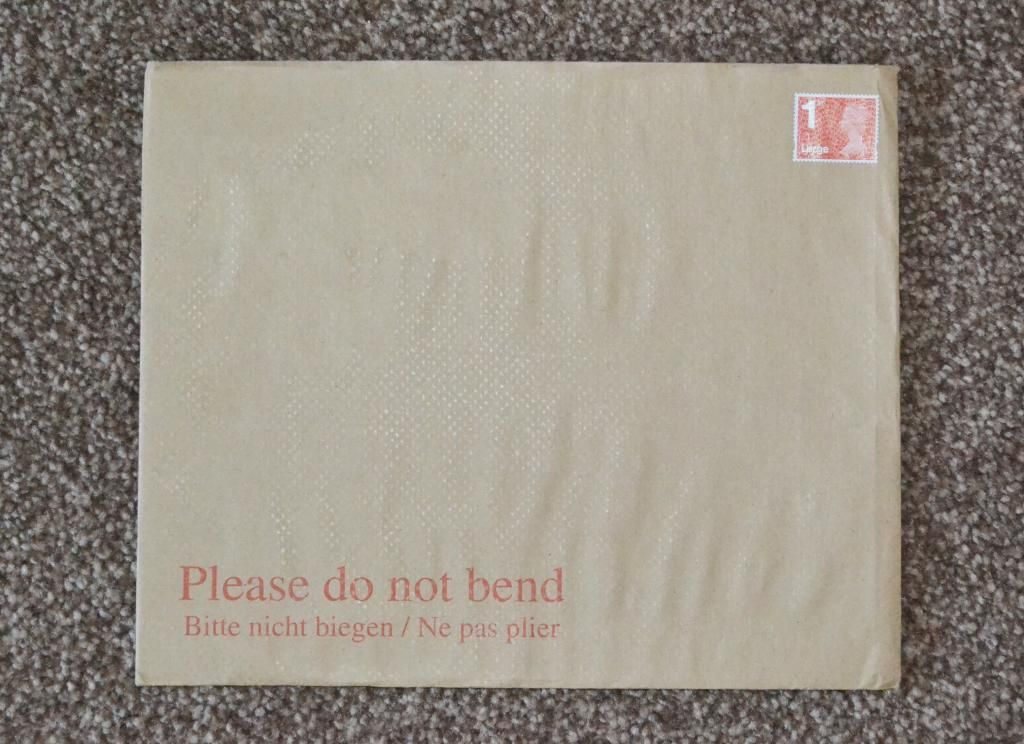 1
Large
Please do not bend
Bitte nicht biegen / Ne pas plier